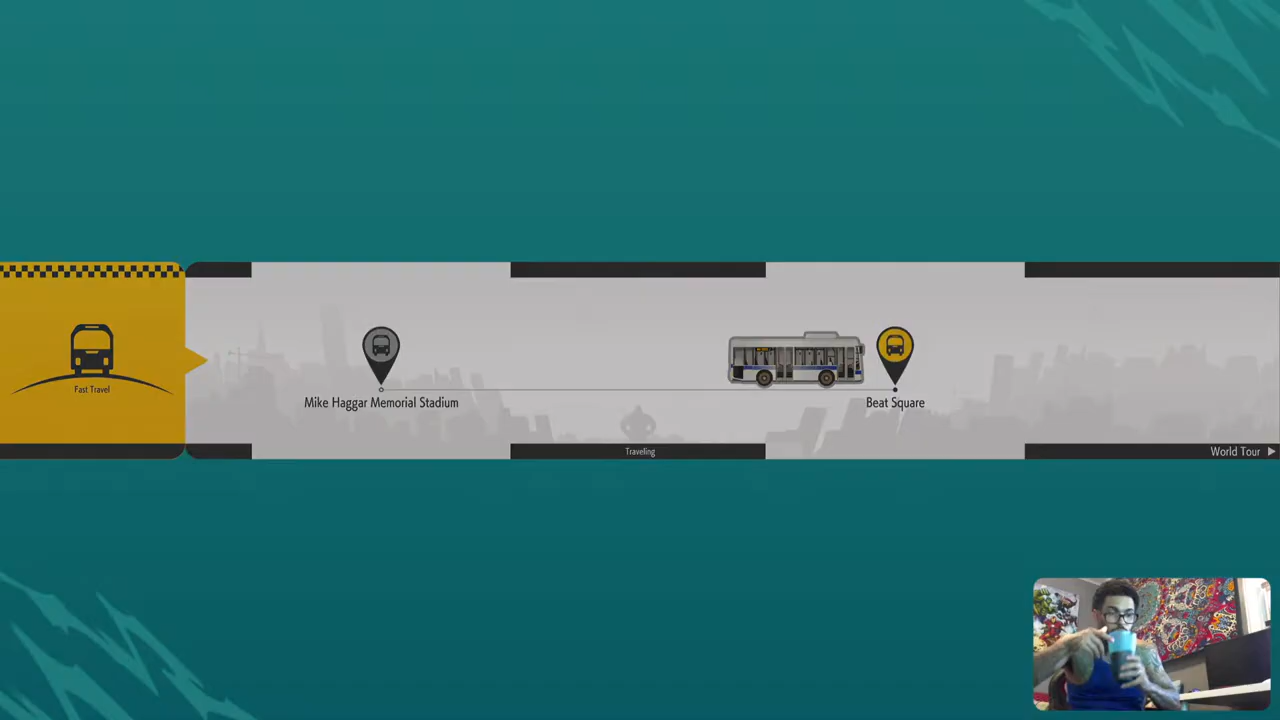 Fast Travel
Mike Haggar Memorial Stadium
Beat Square
Traveling
World Tour